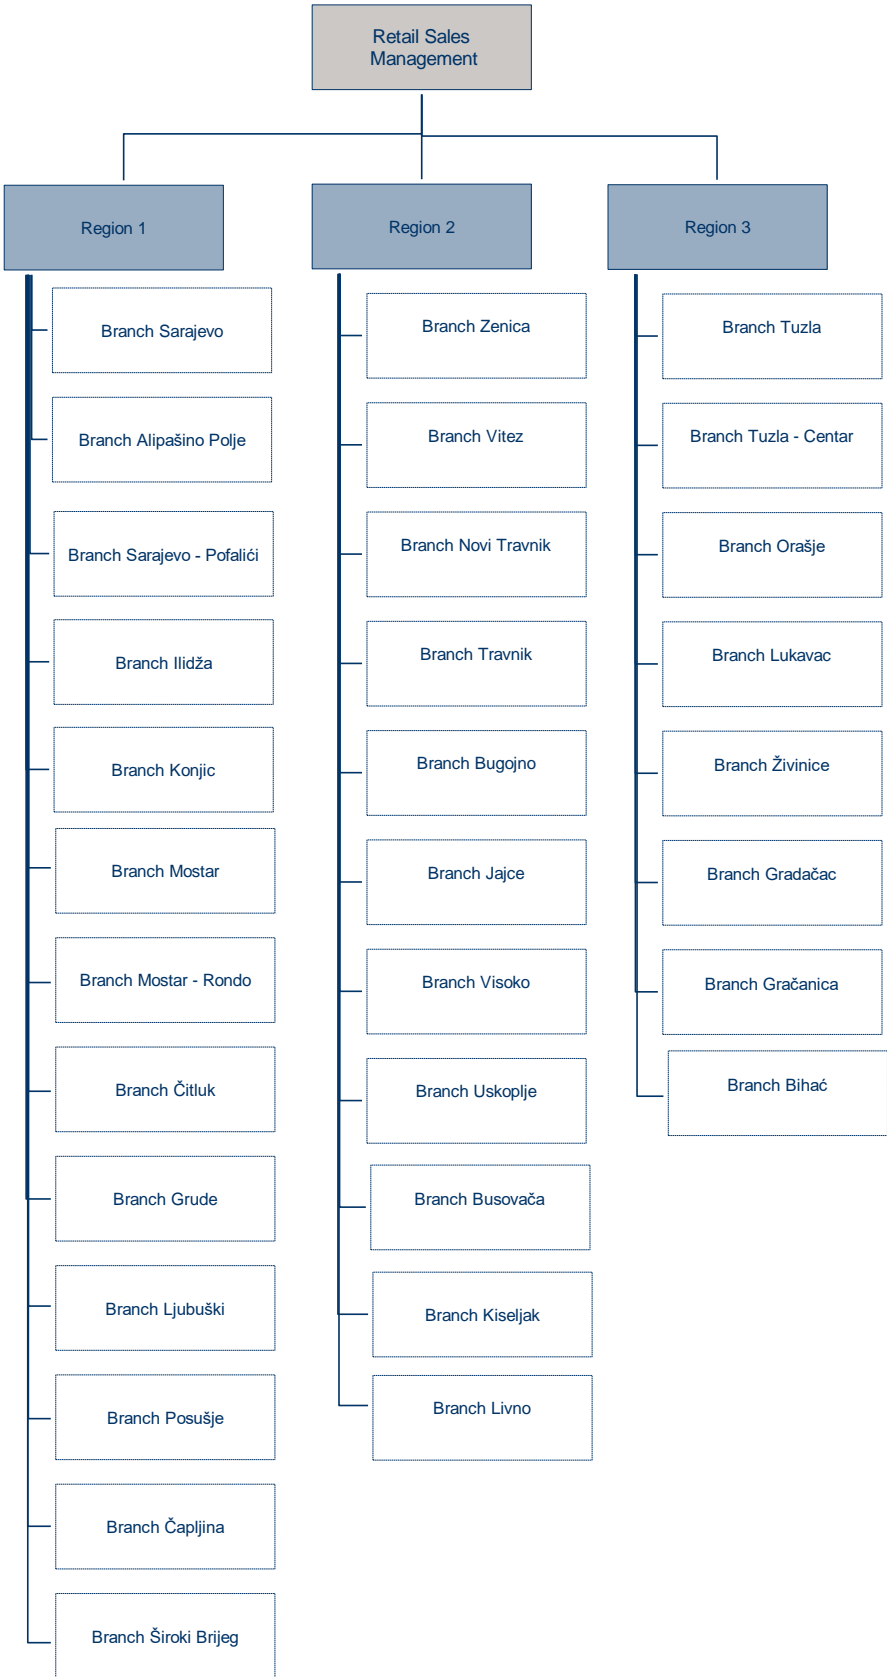 Retail Sales
Management
Region 1
Branch Sarajevo
Branch Alipašino Polje
Branch Sarajevo - Pofalići
Branch Ilidža
Branch Konjic
Branch Mostar
Branch Mostar - Rondo
Branch Čitluk
Branch Grude
Branch Ljubuški
Branch Posušje
Branch Čapljina
Branch Široki Brijeg
Region 2
Branch Zenica
Branch Vitez
Branch Novi Travnik
Branch Travnik
Branch Bugojno
Branch Jajce
Branch Visoko
Branch Uskoplje
Branch Busovača
Branch Kiseljak
Branch Livno
Region 3
Branch Tuzla
Branch Tuzla - Centar
Branch Orašje
Branch Lukavac
Branch Živinice
Branch Gradačac
Branch Gračanica
Branch Bihać